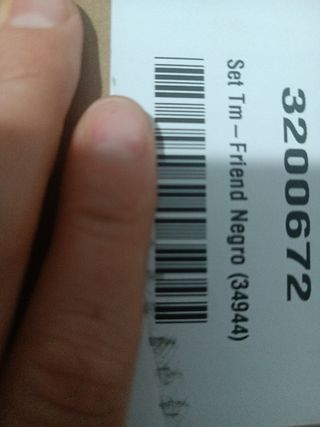 3200672
Set Tm – Friend Negro (34944)